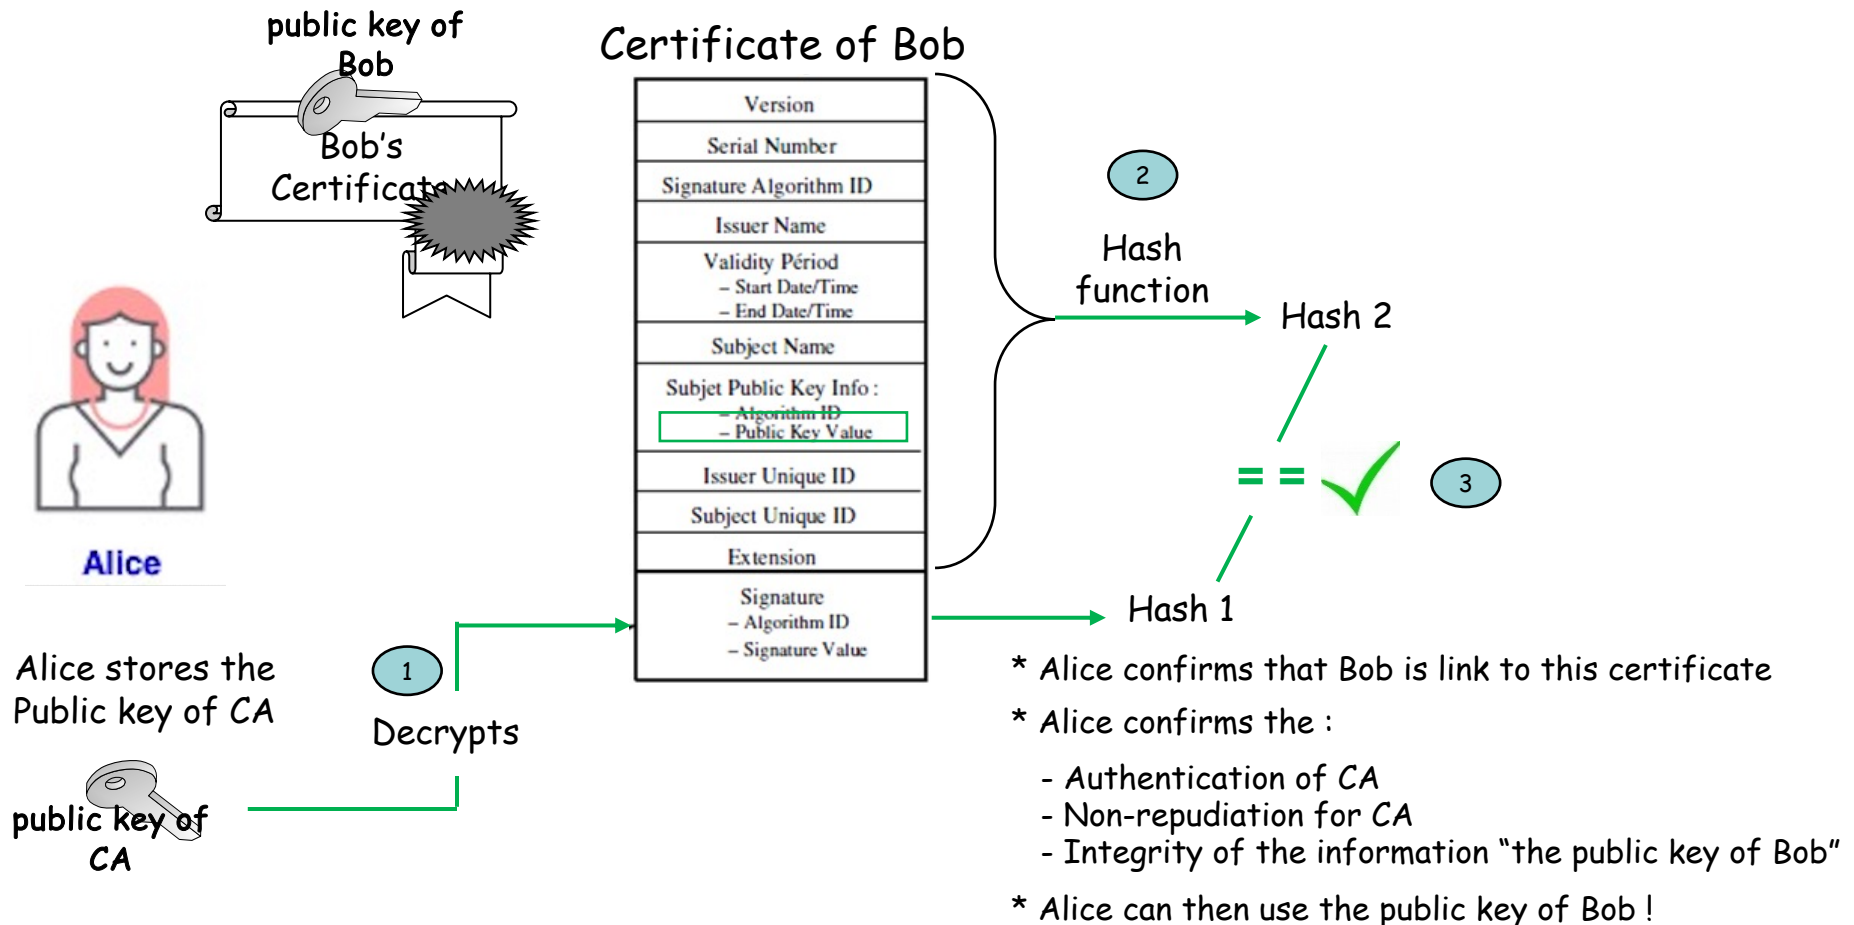 public key of
Bob
Bob's
Certificate
Certificate of Bob
Version
Serial Number
Signature Algorithm ID
Issuer Name
Validity Périod
– Start Date/Time
– End Date/Time
Subject Name
Subjet Public Key Info :
– Algorithm ID
– Public Key Value
Issuer Unique ID
Subject Unique ID
Extension
Signature
– Algorithm ID
– Signature Value
2
Hash
function
Hash 2
= =
3
Hash 1
Alice
Alice stores the
Public key of CA
public key of
CA
1
Decrypts
* Alice confirms that Bob is link to this certificate
* Alice confirms the :
- Authentication of CA
- Non-repudiation for CA
- Integrity of the information “the public key of Bob”
* Alice can then use the public key of Bob !